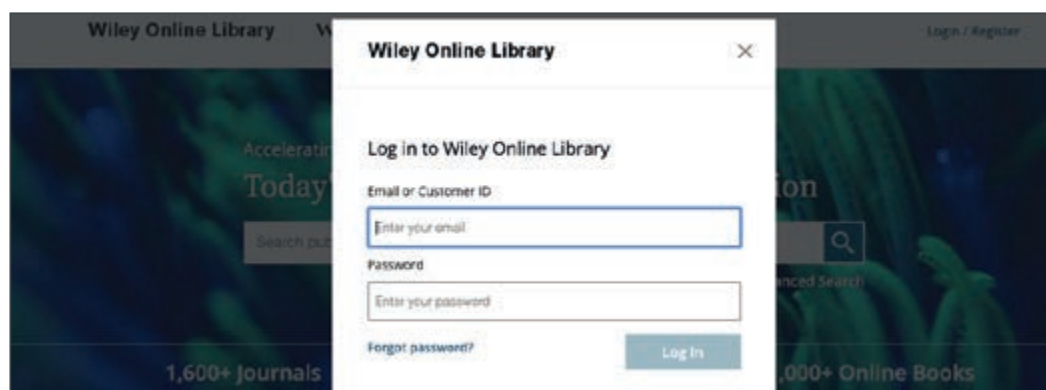 Wiley Online Library
Login / Register
Wiley Online Library ×
Log in to Wiley Online Library
Email or Customer ID
Enter your email
Password
Enter your password
Forgot password?
Log In
Today'
Search
anced Search
1,600+ Journals
,000+ Online Books